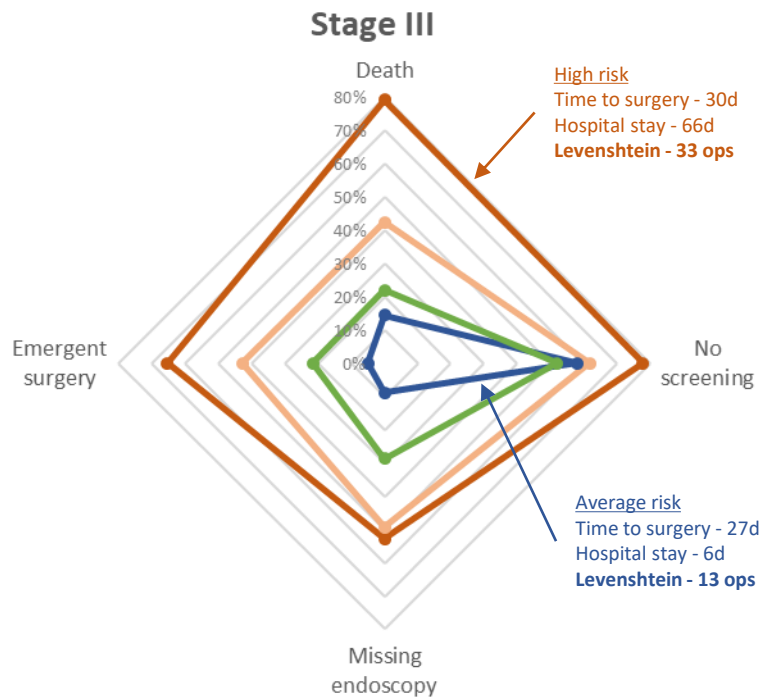 Stage III
Death
High risk
Time to surgery - 30d
Hospital stay - 66d
Levenshtein - 33 ops
80%
70%
60%
50%
40%
30%
20%
10%
0%
Emergent
surgery
No
screening
Average risk
Time to surgery - 27d
Hospital stay - 6d
Levenshtein - 13 ops
Missing
endoscopy